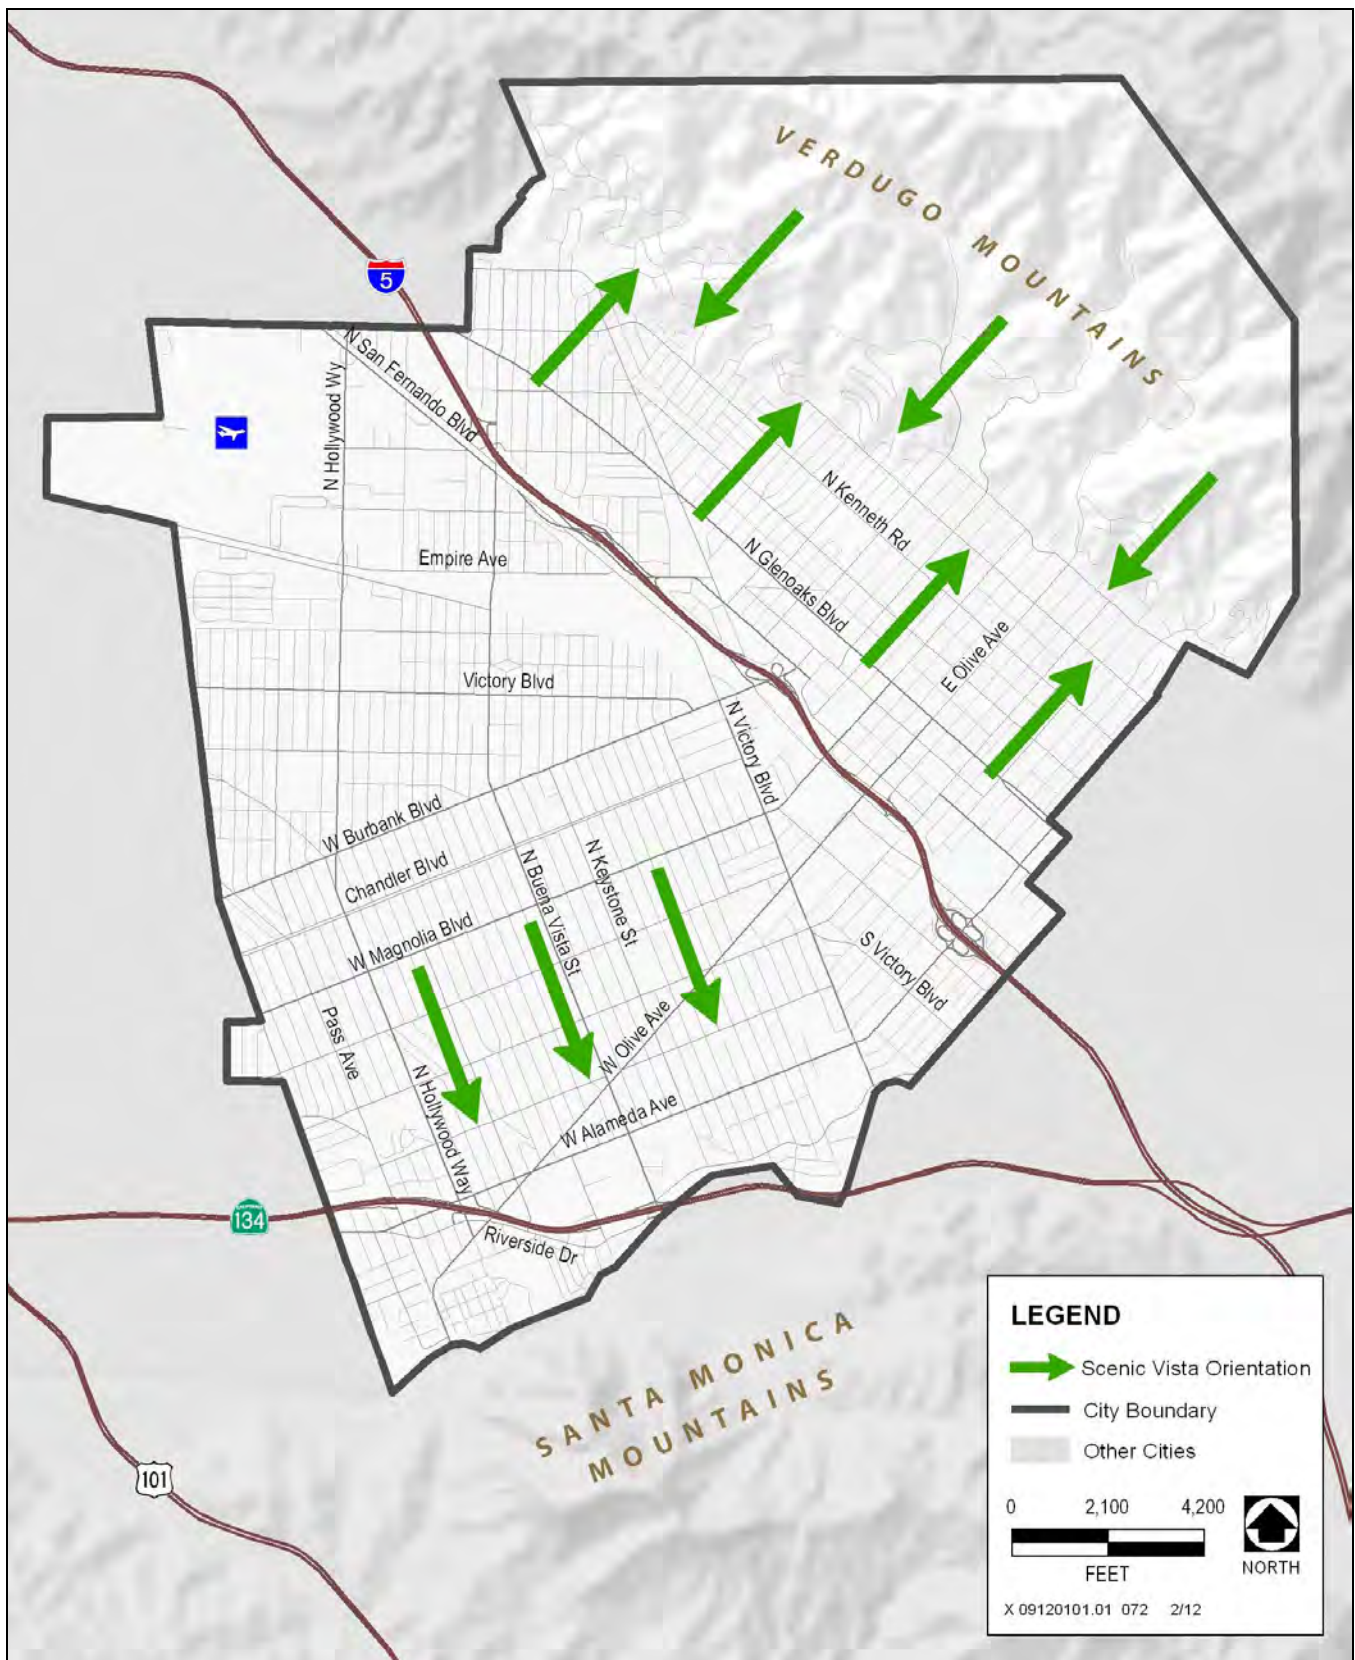 VERDUGO MOUNTAINS
5
N San Fernando Blvd
N Hollywood Wy
N Kenneth Rd
Empire Ave
N Glenoaks Blvd
E Olive Ave
Victory Blvd
N Victory Blvd
W Burbank Blvd
Chandler Blvd
N Keystone St
N Buena Vista St
W Magnolia Blvd
S Victory Blvd
Pass Ave
W Olive Ave
N Hollywood Way
W Alameda Ave
CALIFORNIA
134
Riverside Dr
SANTA MONICA
MOUNTAINS
101
LEGEND
Scenic Vista Orientation
City Boundary
Other Cities
0 2,100 4,200
FEET
NORTH
X 09120101.01 072 2/12